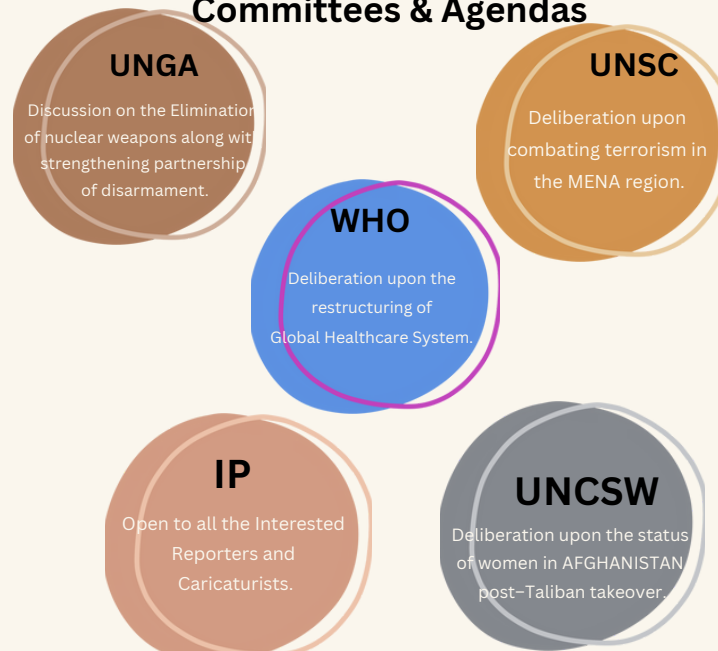 Committees & Agendas
UNGA
Discussion on the Elimination
of nuclear weapons along with
strengthening partnership
of disarmament.
UNSC
Deliberation upon
combating terrorism in
the MENA region.
WHO
Deliberation upon the
restructuring of
Global Healthcare System.
IP
Open to all the Interested
Reporters and
Caricaturists.
UNCSW
Deliberation upon the status
of women in AFGHANISTAN
post–Taliban takeover.